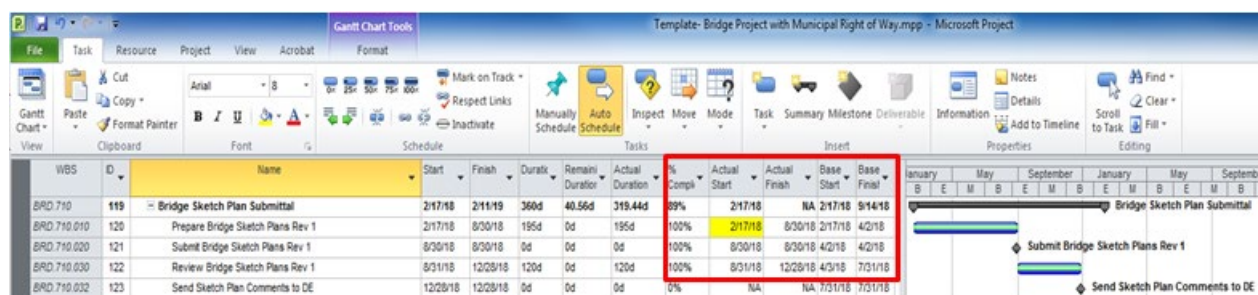 Gantt Chart Tools
Template- Bridge Project with Municipal Right of Way.mpp - Microsoft Project
File Task Resource Project View Acrobat Format
Gantt Chart
View
Paste
Cut
Copy
Format Painter
Clipboard
Arial 8
B I U A
Font
0% 25% 50% 75% 100%
Mark on Track
Respect Links
Inactivate
Schedule
Manually Schedule
Auto Schedule
Inspect Move Mode
Tasks
Task Summary Milestone Deliverable
Insert
Information
Notes
Details
Add to Timeline
Properties
Scroll to Task
Find
Clear
Fill
Editing
WBS ID Name Start Finish Duratic Remaini Duration Actual Duration % Compl Actual Start Actual Finish Base Start Base Finish
anuary May September January May Septemb
B E M B E M B E M B
BRD.710 119 Bridge Sketch Plan Submittal 2/17/18 2/11/19 360d 40.56d 319.44d 89% 2/17/18 NA 2/17/18 9/14/18 Bridge Sketch Plan Submittal
BRD.710.010 120 Prepare Bridge Sketch Plans Rev 1 2/17/18 8/30/18 195d 0d 195d 100% 2/17/18 8/30/18 2/17/18 4/2/18
BRD.710.020 121 Submit Bridge Sketch Plans Rev 1 8/30/18 8/30/18 0d 0d 0d 100% 8/30/18 8/30/18 4/2/18 4/2/18 Submit Bridge Sketch Plans Rev 1
BRD.710.030 122 Review Bridge Sketch Plans Rev 1 8/31/18 12/28/18 120d 0d 120d 100% 8/31/18 12/28/18 4/3/18 7/31/18
BRD.710.032 123 Send Sketch Plan Comments to DE 12/28/18 12/28/18 0d 0d 0d 0% NA NA 7/31/18 7/31/18 Send Sketch Plan Comments to DE